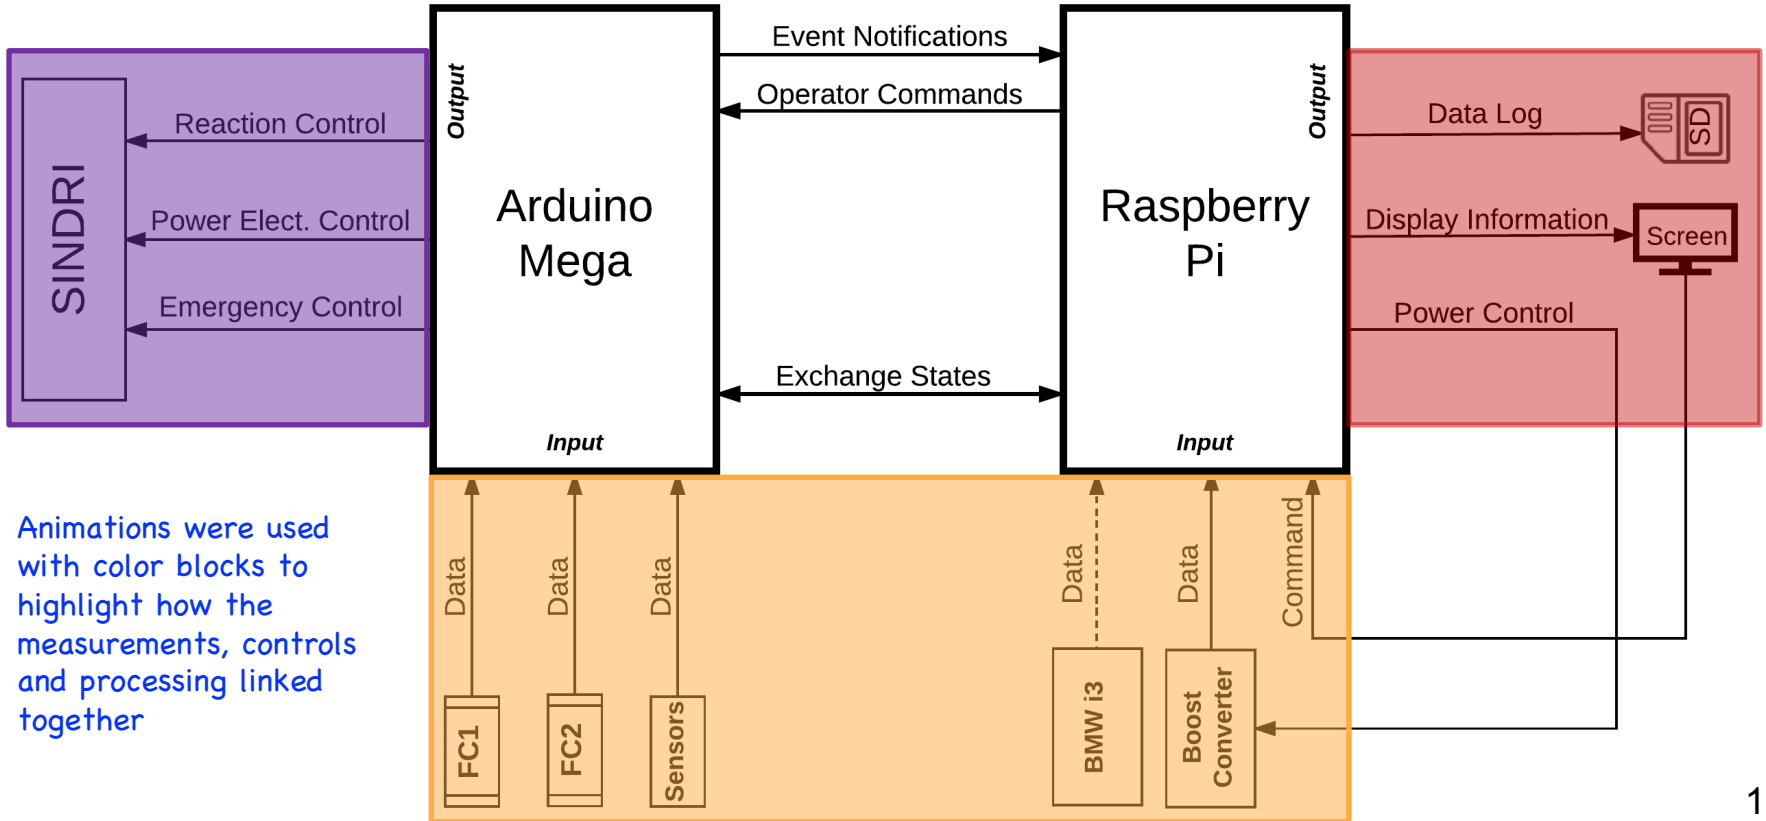 Event Notifications
Operator Commands
Output
Output
Reaction Control
Data Log
SD
SINDRI
Arduino
Mega
Raspberry
Pi
Power Elect. Control
Display Information
Screen
Emergency Control
Power Control
Exchange States
Input
Input
Animations were used
with color blocks to
highlight how the
measurements, controls
and processing linked
together
Data
Data
Data
Data
Data
Command
FC1
FC2
Sensors
BMW i3
Boost
Converter
1